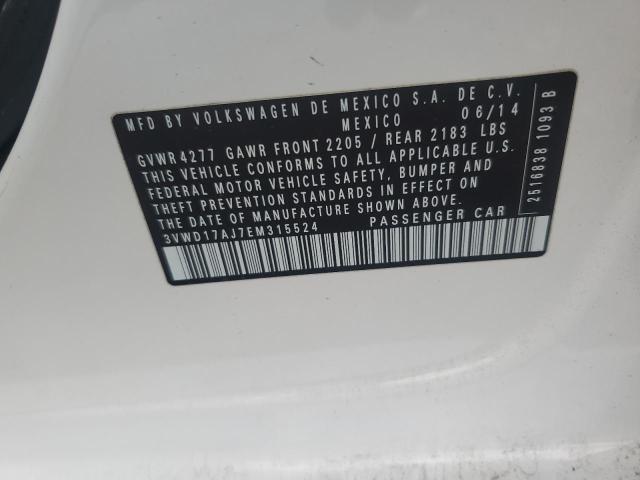 MFD BY VOLKSWAGEN DE MEXICO S.A. DE C.V.
MEXICO 06/14
GVWR 4277 GAWR FRONT 2205 / REAR 2183 LBS
THIS VEHICLE CONFORMS TO ALL APPLICABLE U.S.
FEDERAL MOTOR VEHICLE SAFETY, BUMPER AND
THEFT PREVENTION STANDARDS IN EFFECT ON
THE DATE OF MANUFACTURE SHOWN ABOVE.
3VWD17AJ7EM315524 PASSENGER CAR
2516838 1093 B